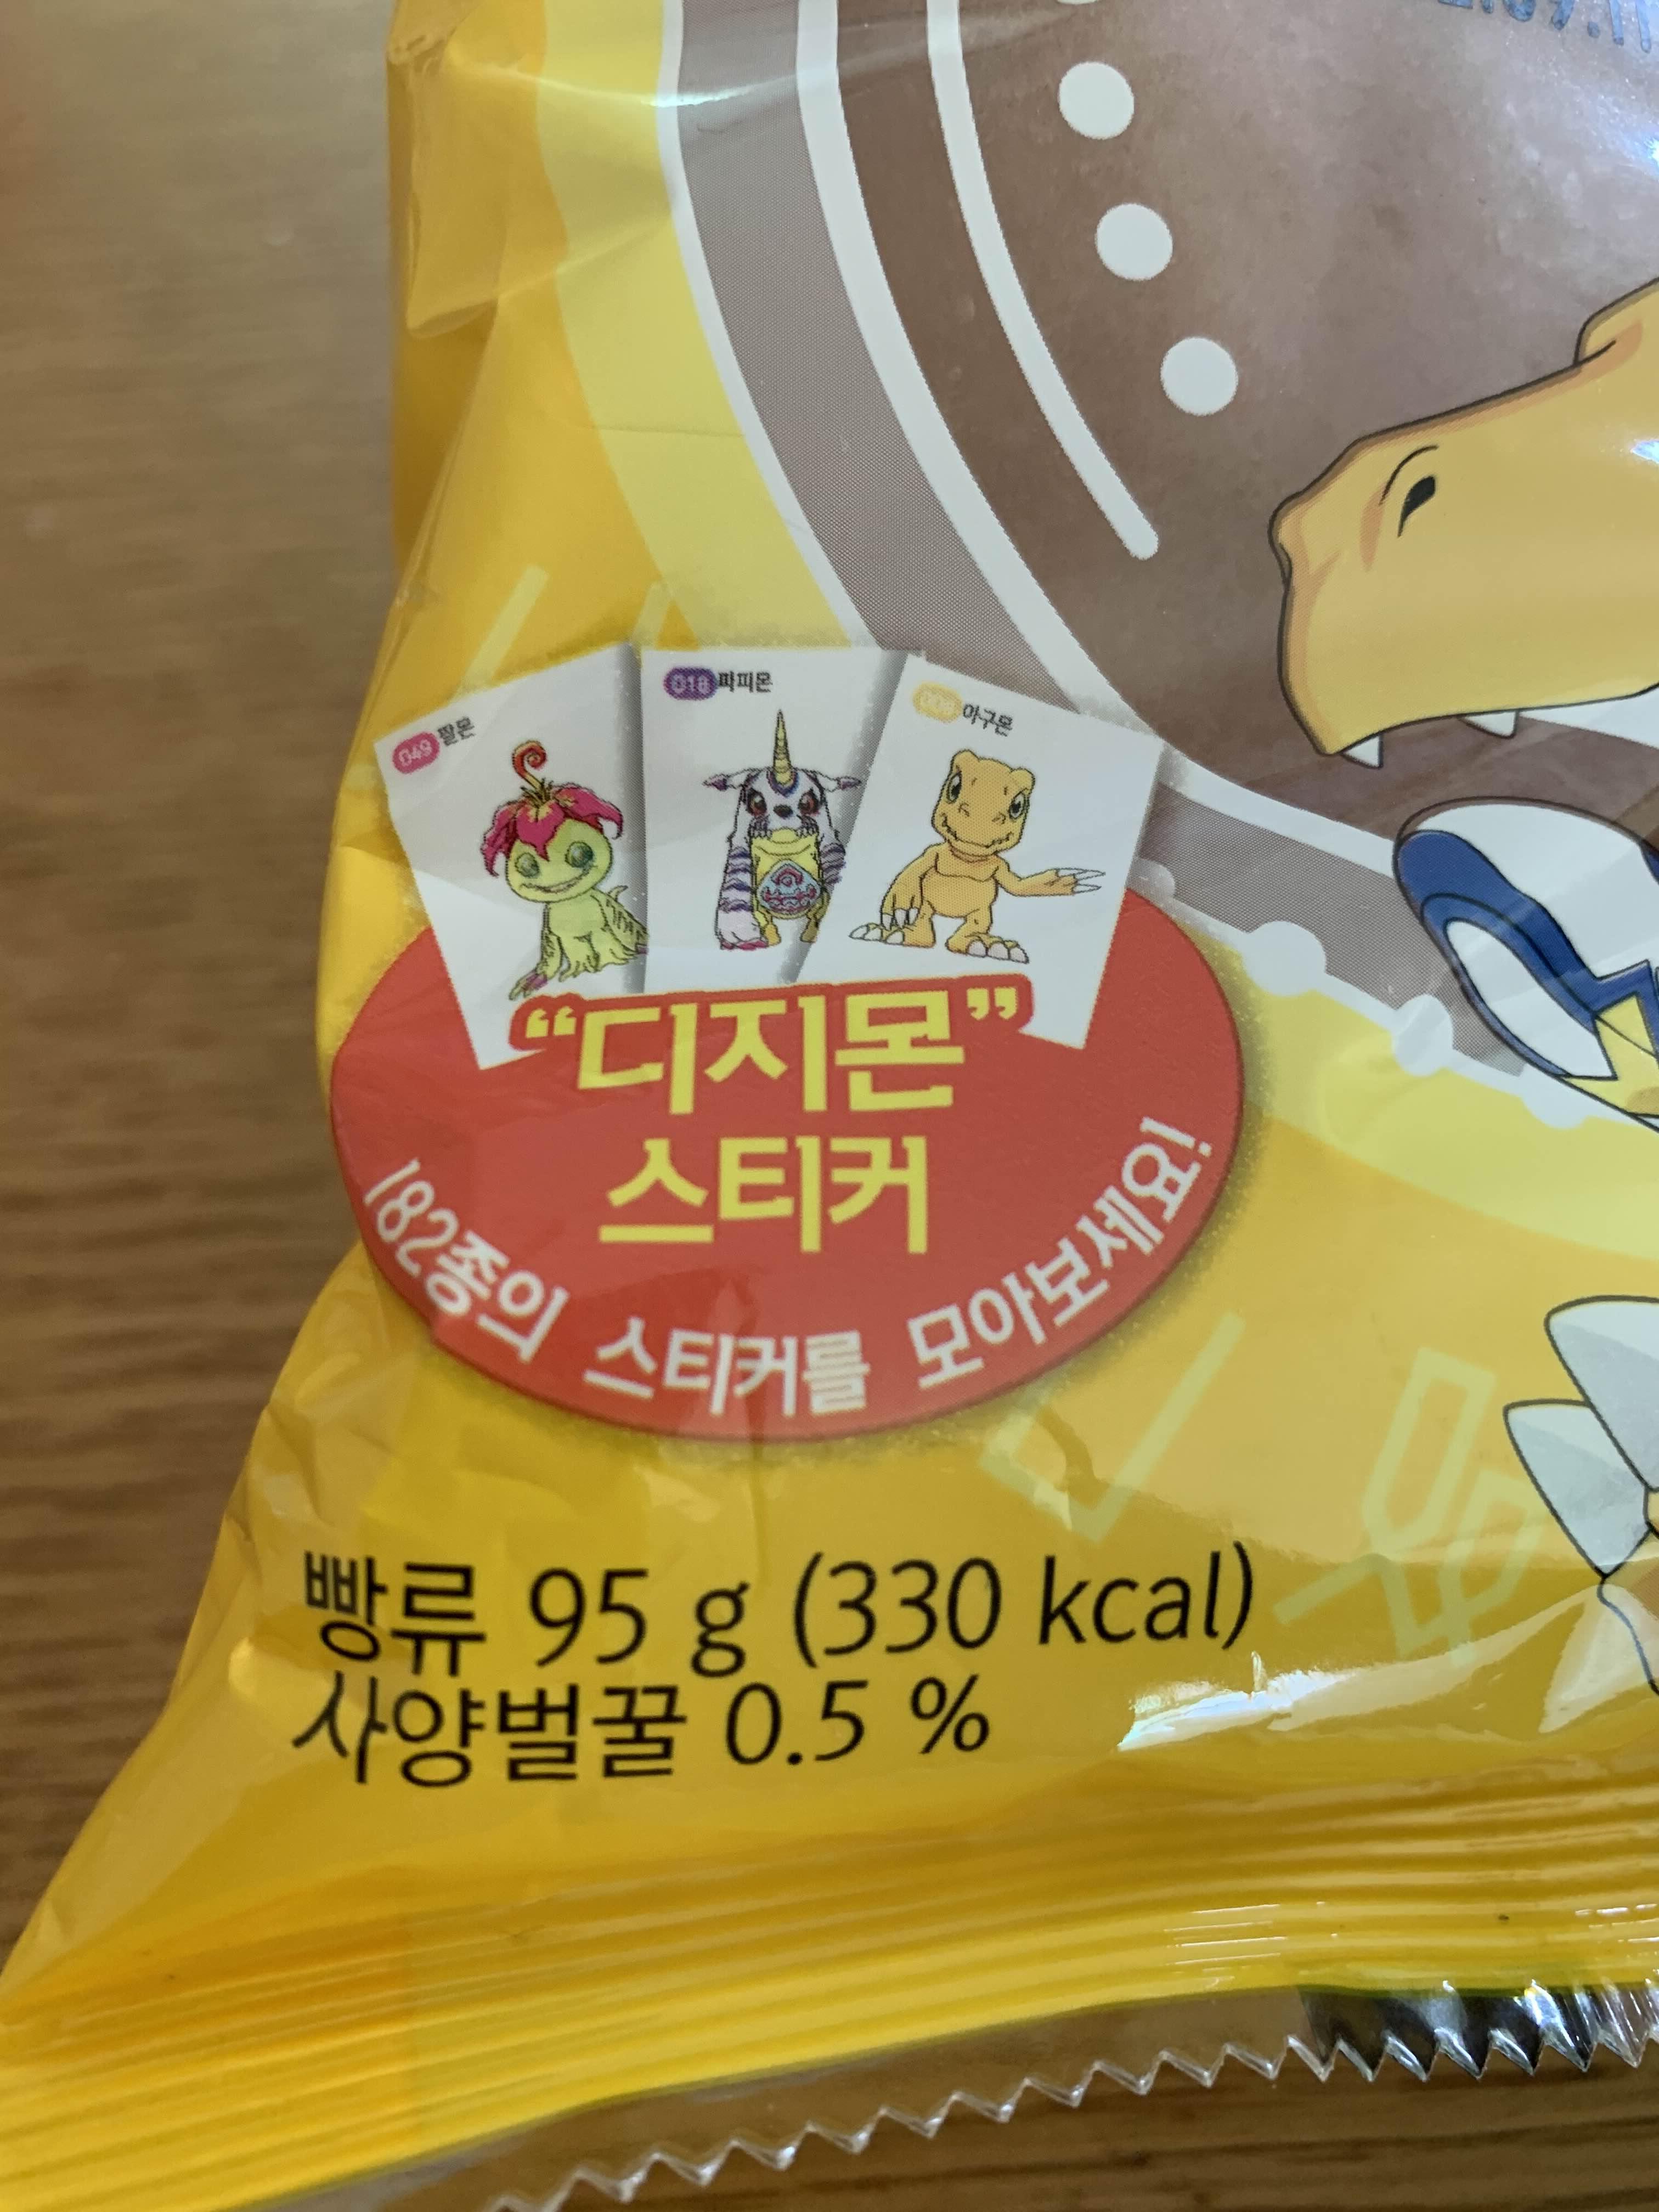 049 팔몬
018 파피몬
아구몬
“디지몬”
스티커
182종의 스티커를 모아보세요!
빵류 95 g (330 kcal)
사양벌꿀 0.5 %